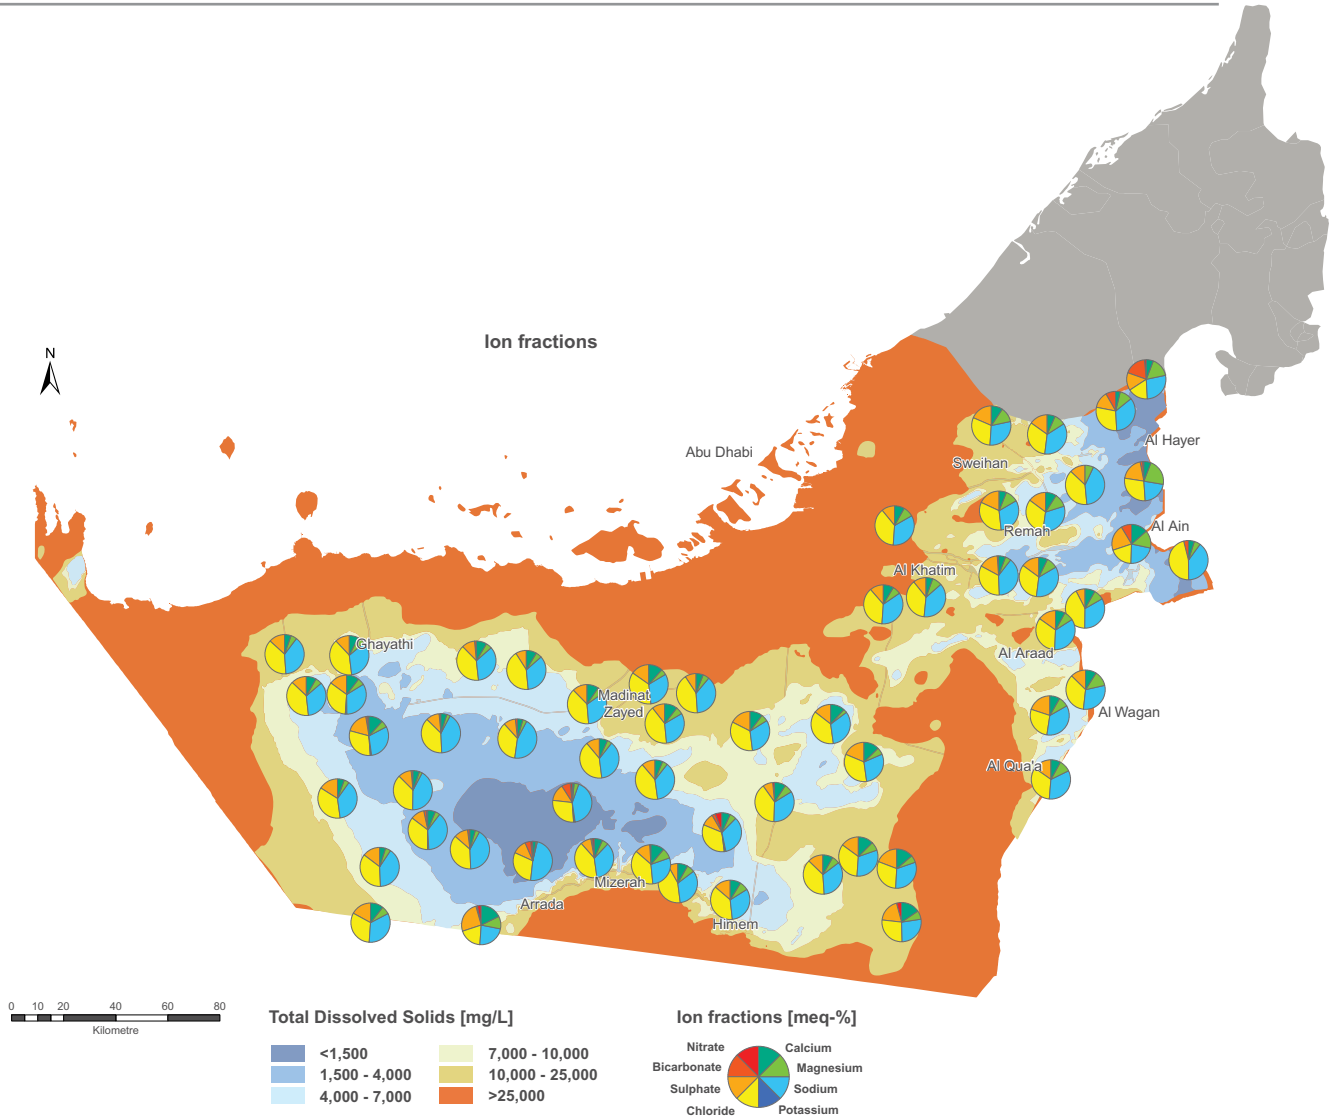 Ion fractions
N
Abu Dhabi
Al Hayer
Sweihan
Al Ain
Remah
Al Khatim
Ghayathi
Al Araad
Madinat
Zayed
Al Wagan
Al Qua'a
Mizerah
Arrada
Himem
0 10 20 40 60 80
Kilometre
Total Dissolved Solids [mg/L]
<1,500
1,500 - 4,000
4,000 - 7,000
7,000 - 10,000
10,000 - 25,000
>25,000
Ion fractions [meq-%]
Nitrate
Calcium
Bicarbonate
Magnesium
Sulphate
Sodium
Chloride
Potassium